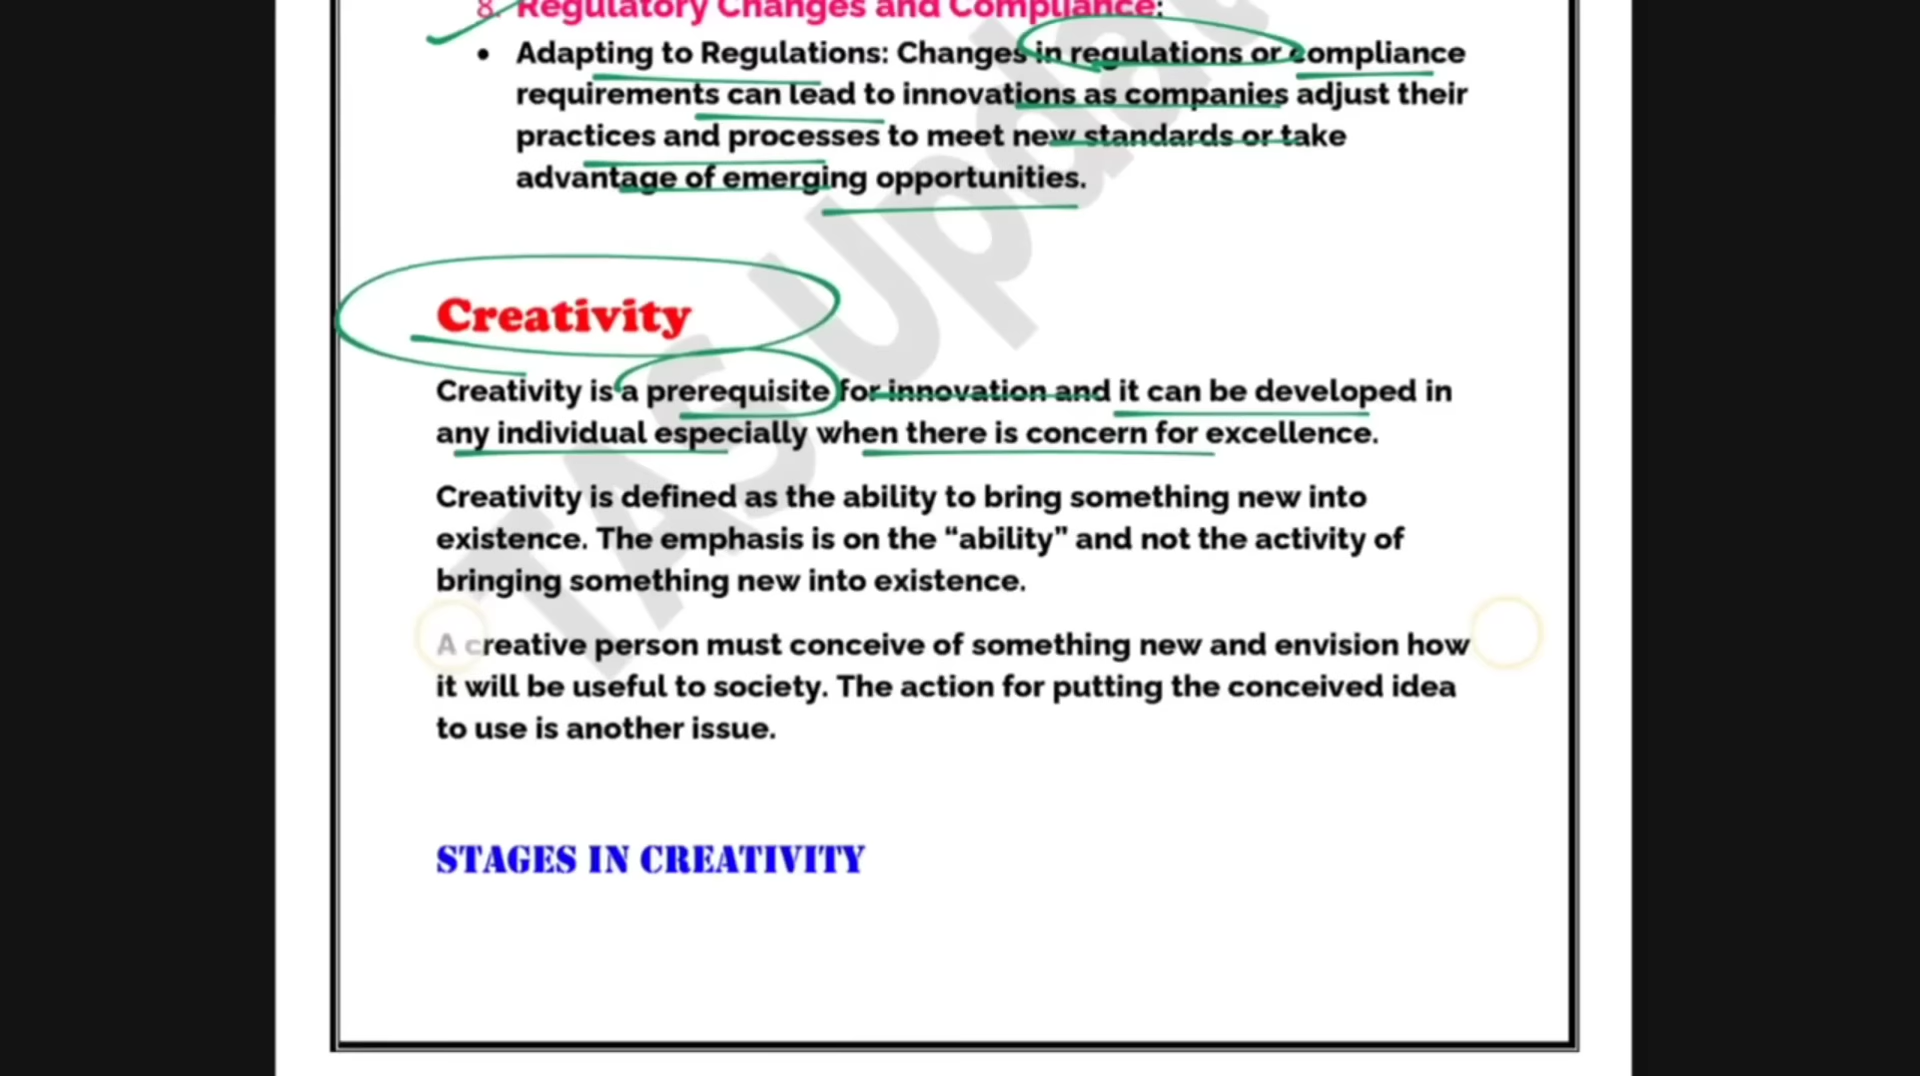 8. Regulatory Changes and Compliance:
• Adapting to Regulations: Changes in regulations or compliance
requirements can lead to innovations as companies adjust their
practices and processes to meet new standards or take
advantage of emerging opportunities.
Creativity
Creativity is a prerequisite for innovation and it can be developed in
any individual especially when there is concern for excellence.
Creativity is defined as the ability to bring something new into
existence. The emphasis is on the “ability” and not the activity of
bringing something new into existence.
A creative person must conceive of something new and envision how
it will be useful to society. The action for putting the conceived idea
to use is another issue.
STAGES IN CREATIVITY